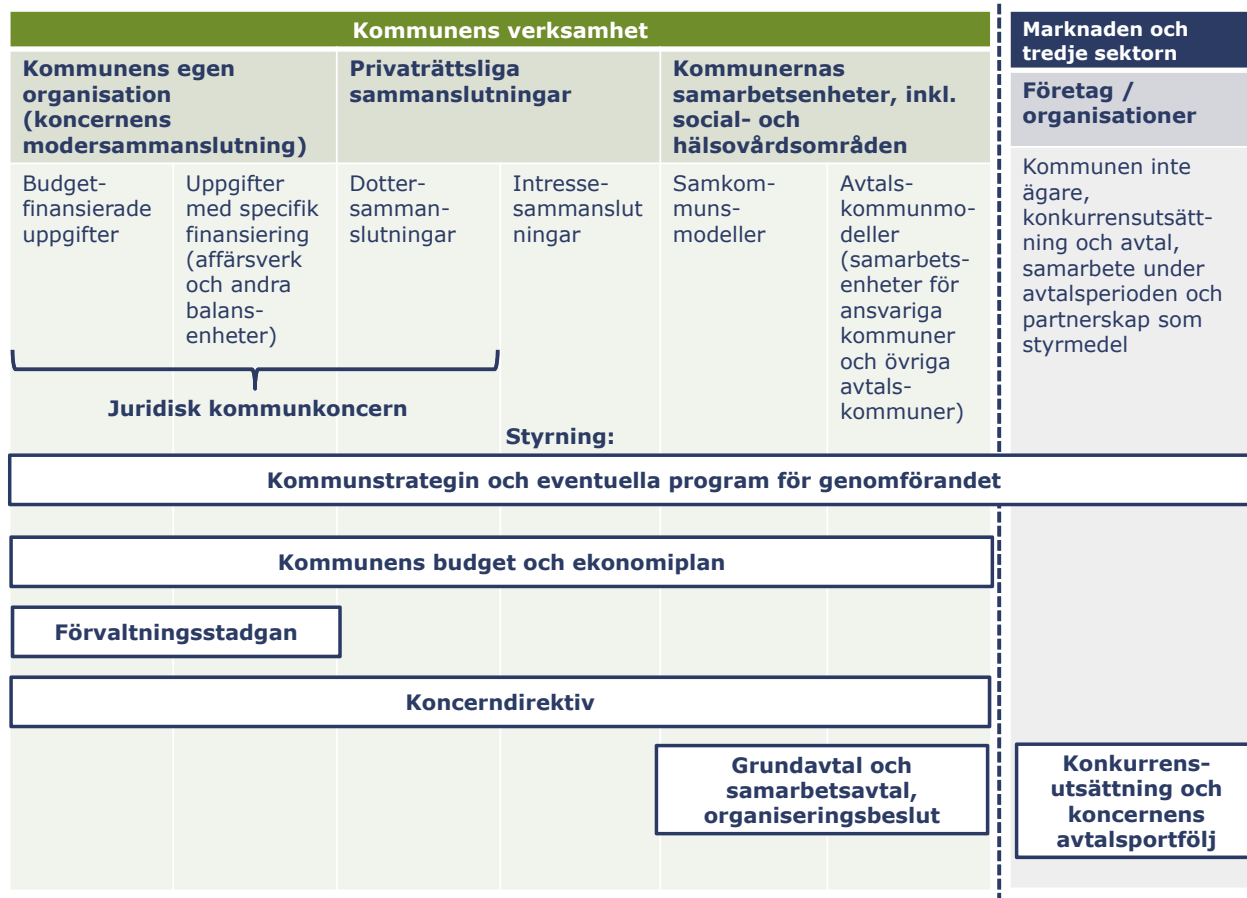 Kommunens verksamhet
Marknaden och
tredje sektorn
Kommunens egen
organisation
(koncernens
modersammanslutning)
Privaträttsliga
sammanslutningar
Kommunernas
samarbetsenheter, inkl.
social- och
hälsovårdsområden
Företag /
organisationer
Budget-
finansierade
uppgifter
Uppgifter
med specifik
finansiering
(affärsverk
och andra
balans-
enheter)
Dotter-
samman-
slutningar
Intresse-
sammanslut
ningar
Samkom-
muns-
modeller
Avtals-
kommunmo-
deller
(samarbets-
enheter för
ansvariga
kommuner
och övriga
avtals-
kommuner)
Kommunen inte
ägare,
konkurrensutsätt-
ning och avtal,
samarbete under
avtalsperioden och
partnerskap som
styrmedel
Juridisk kommunkoncern
Styrning:
Kommunstrategin och eventuella program för genomförandet
Kommunens budget och ekonomiplan
Förvaltningsstadgan
Koncerndirektiv
Grundavtal och
samarbetsavtal,
organiseringsbeslut
Konkurrens-
utsättning och
koncernens
avtalsportfölj